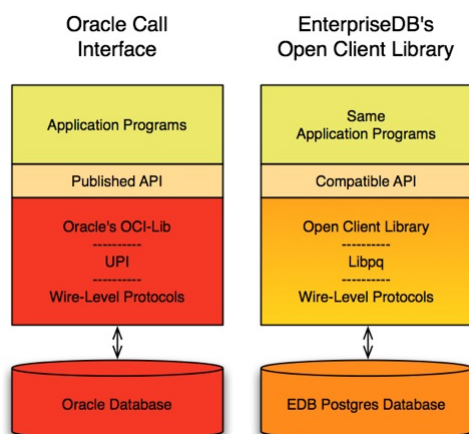 Oracle Call
Interface
Application Programs
Published API
Oracle's OCI-Lib
----------
UPI
----------
Wire-Level Protocols
Oracle Database
EnterpriseDB's
Open Client Library
Same
Application Programs
Compatible API
Open Client Library
----------
Libpq
----------
Wire-Level Protocols
EDB Postgres Database